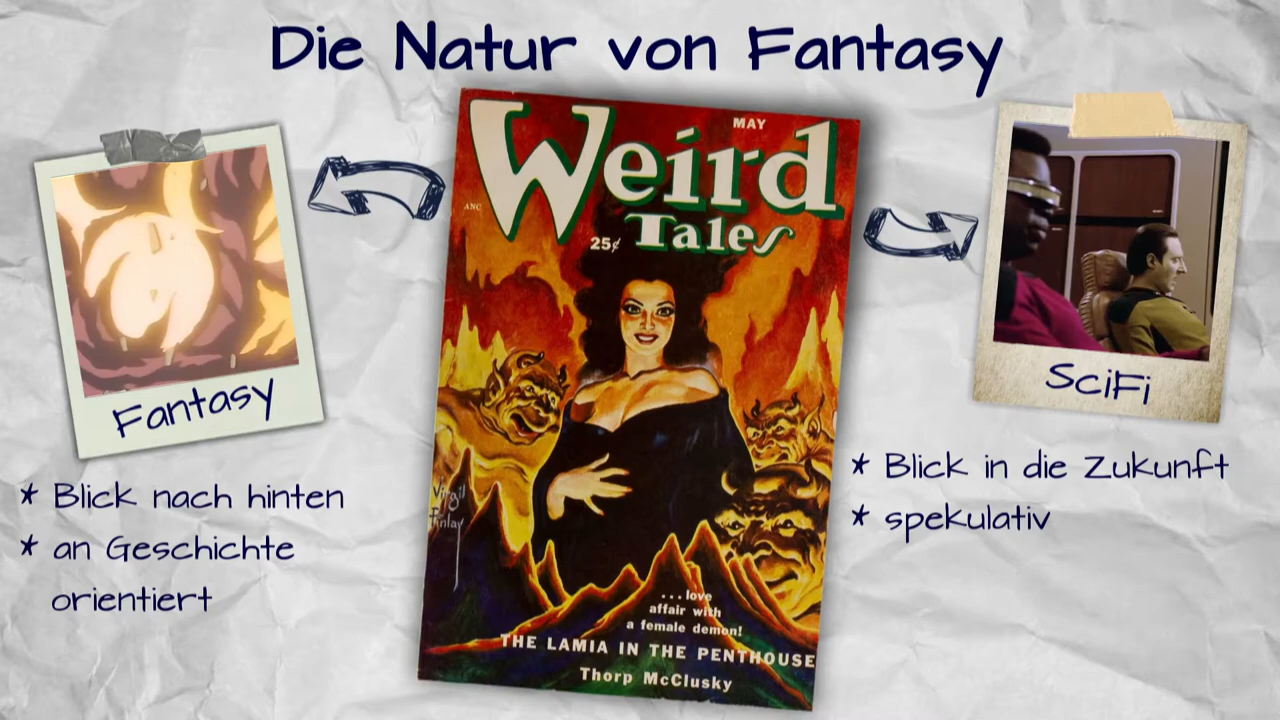 Die Natur von Fantasy
MAY
Weird
Tales
ANC
25¢
Fantasy
SciFi
* Blick nach hinten
* an Geschichte
orientiert
Virgil
Finlay
...love
affair with
a female demon!
THE LAMIA IN THE PENTHOUSE
Thorp McClusky
* Blick in die Zukunft
* spekulativ